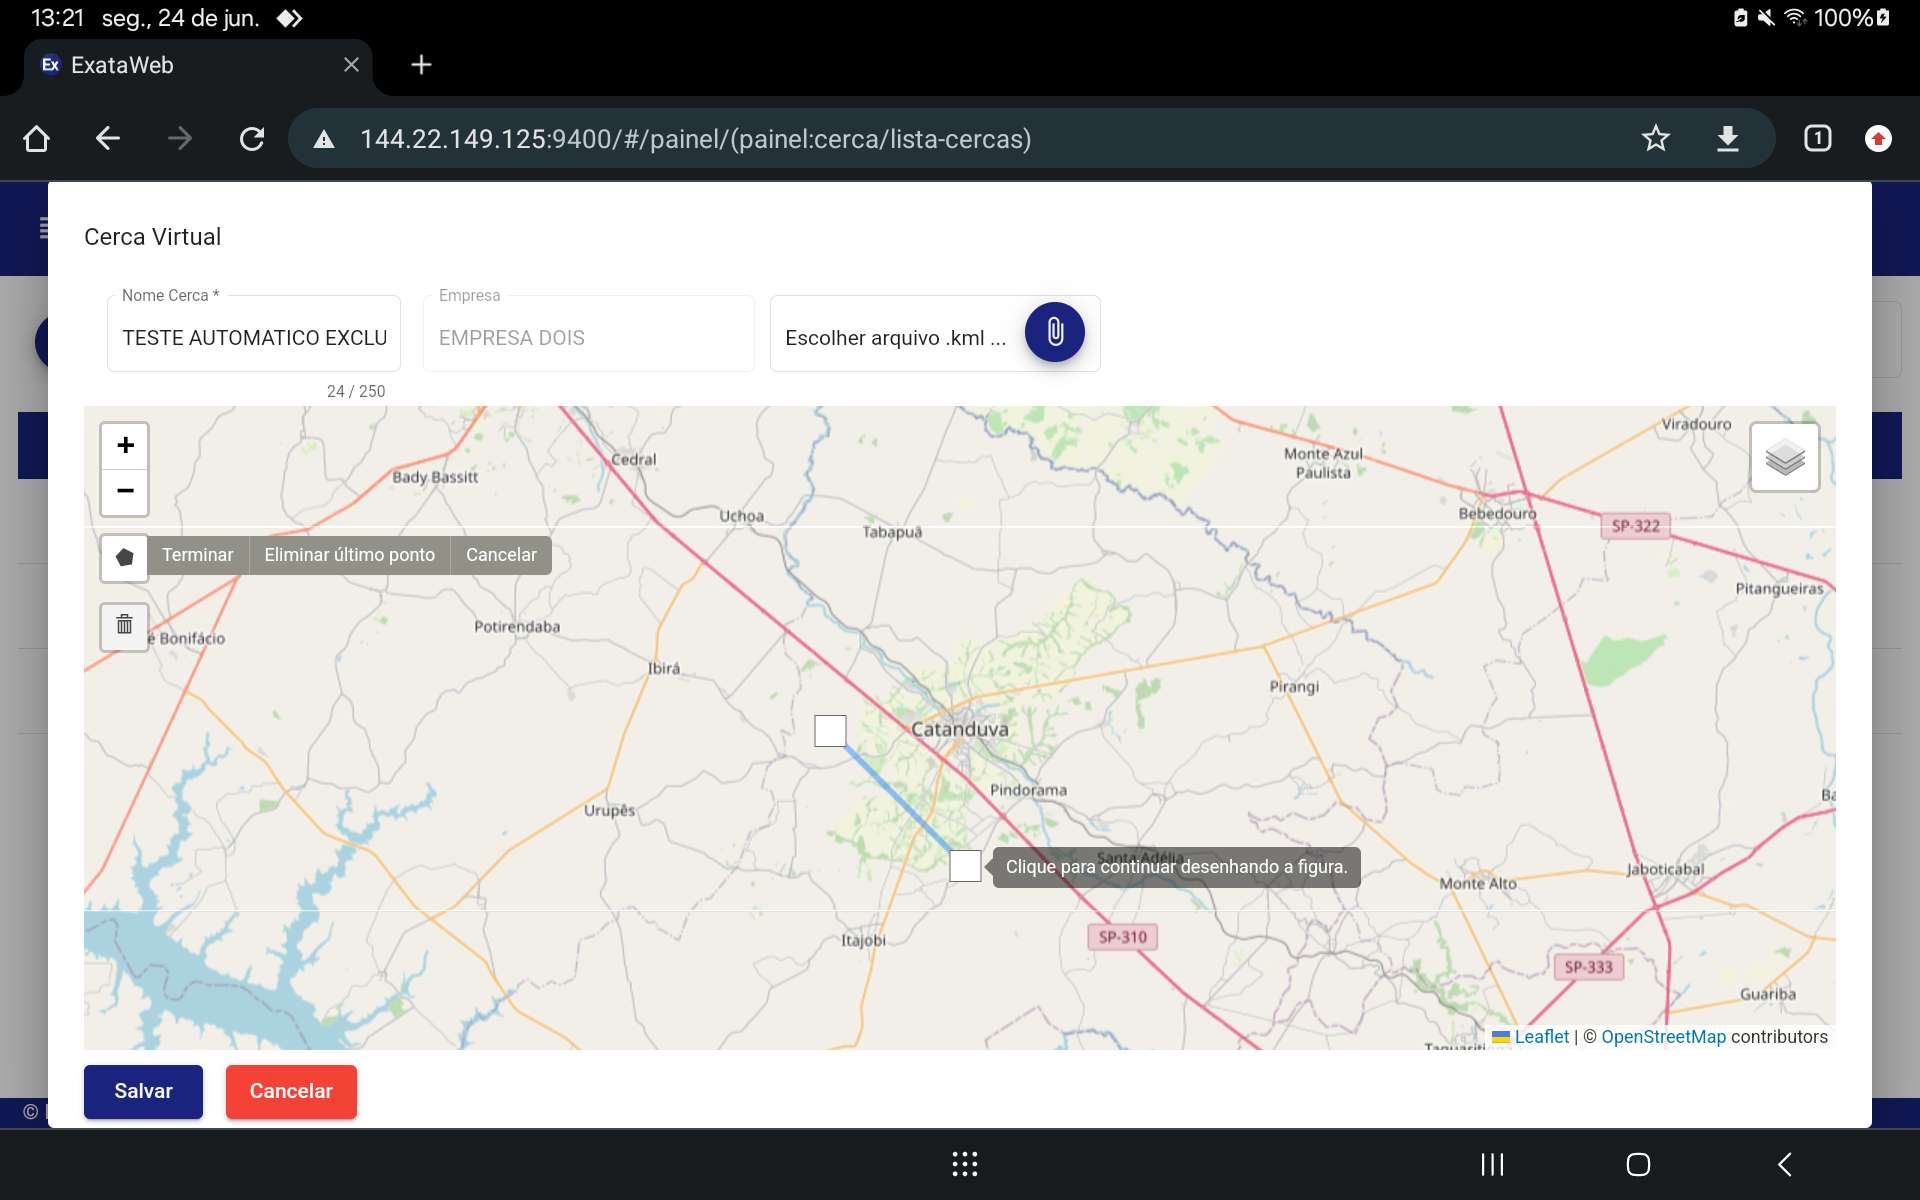 13:21 seg., 24 de jun.
100%
Ex ExataWeb
144.22.149.125:9400/#/painel/(painel:cerca/lista-cercas)
1
Cerca Virtual
Nome Cerca *
TESTE AUTOMATICO EXCLU
24 / 250
Empresa
EMPRESA DOIS
Escolher arquivo .kml ...
+
−
Terminar
Eliminar último ponto
Cancelar
Viradouro
Cedral
Monte Azul
Paulista
Bady Bassitt
Uchoa
Bebedouro
Tabapuã
SP-322
Pitangueiras
Potirendaba
é Bonifácio
Ibirá
Pirangi
Catanduva
Pindorama
Ba
Urupês
Santa Adélia
Clique para continuar desenhando a figura.
Jaboticabal
Monte Alto
SP-310
Itajobi
SP-333
Guariba
Leaflet | © OpenStreetMap contributors
Salvar
Cancelar
©